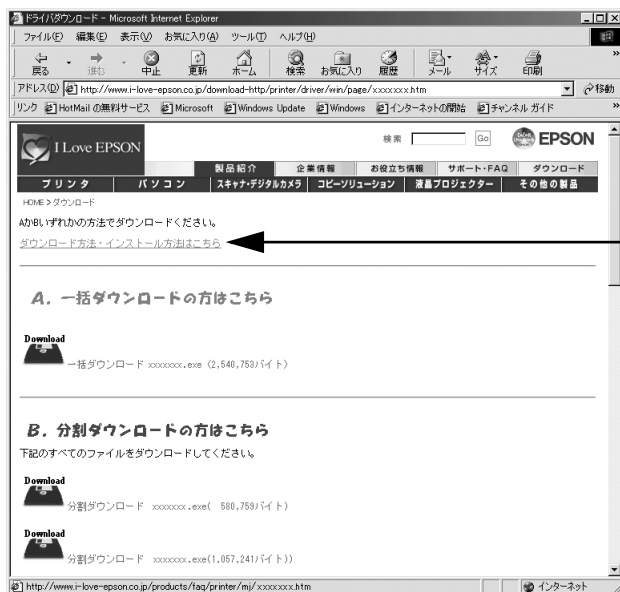 ドライバダウンロード - Microsoft Internet Explorer
ファイル(F) 編集(E) 表示(V) お気に入り(A) ツール(T) ヘルプ(H)
戻る 進む 中止 更新 ホーム 検索 お気に入り 履歴 メール サイズ 印刷
アドレス(D) http://www.i-love-epson.co.jp/download-http/printer/driver/win/page/xxxxxxx.htm 移動
リンク HotMail の無料サービス Microsoft Windows Update Windows インターネットの開始 チャンネル ガイド
I Love EPSON 検索 Go EPSON
製品紹介 企業情報 お役立ち情報 サポート・FAQ ダウンロード
プリンタ パソコン スキャナ・デジタルカメラ コピーソリューション 液晶プロジェクター その他の製品
HOME > ダウンロード
AかBいずれかの方法でダウンロードください。
ダウンロード方法・インストール方法はこちら
A. 一括ダウンロードの方はこちら
Download
一括ダウンロード xxxxxxx.exe (2,540,753バイト)
B. 分割ダウンロードの方はこちら
下記のすべてのファイルをダウンロードしてください。
Download
分割ダウンロード xxxxxxx.exe( 580,759バイト)
Download
分割ダウンロード xxxxxxx.exe(1,057,241バイト))
http://www.i-love-epson.co.jp/products/faq/printer/mj/xxxxxxx.htm インターネット